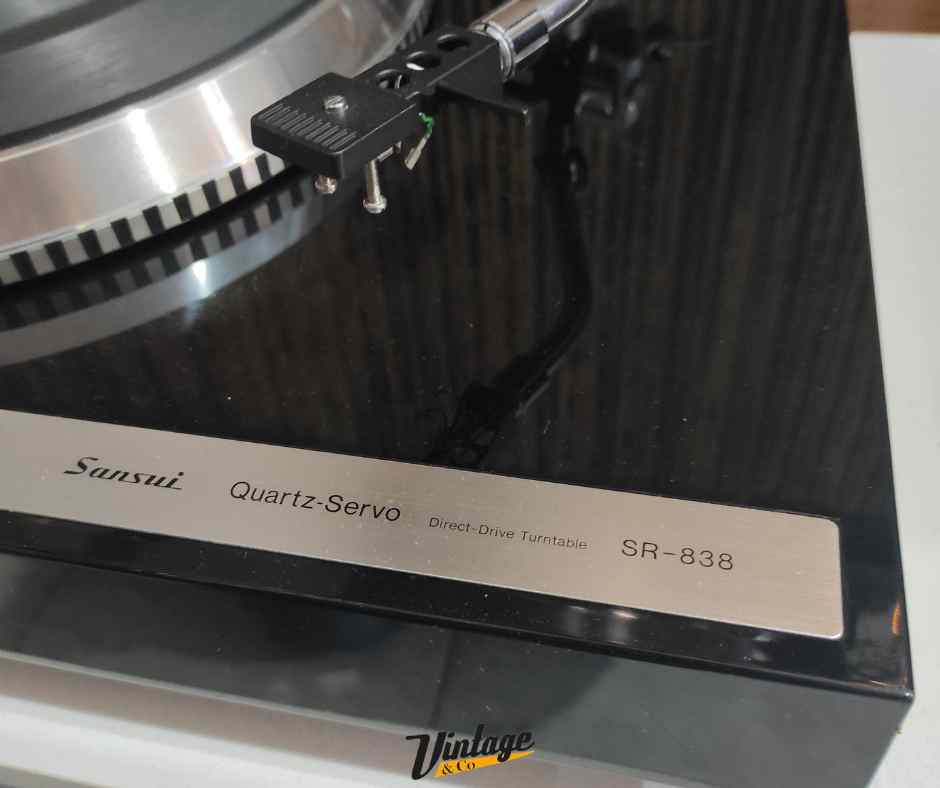 Sansui Quartz-Servo Direct-Drive Turntable SR-838
Vintage
& Co